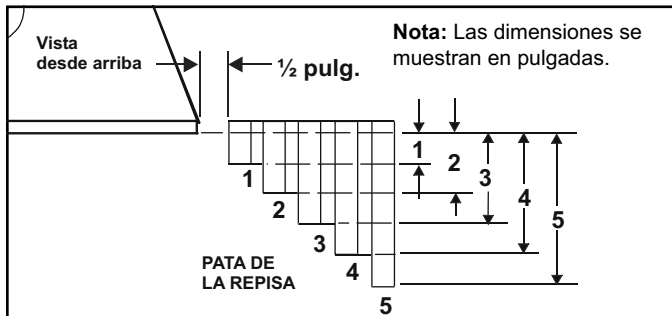 Vista
desde arriba
½ pulg.
Nota: Las dimensiones se
muestran en pulgadas.
1
2
3
4
5
1
2
3
4
5
PATA DE
LA REPISA